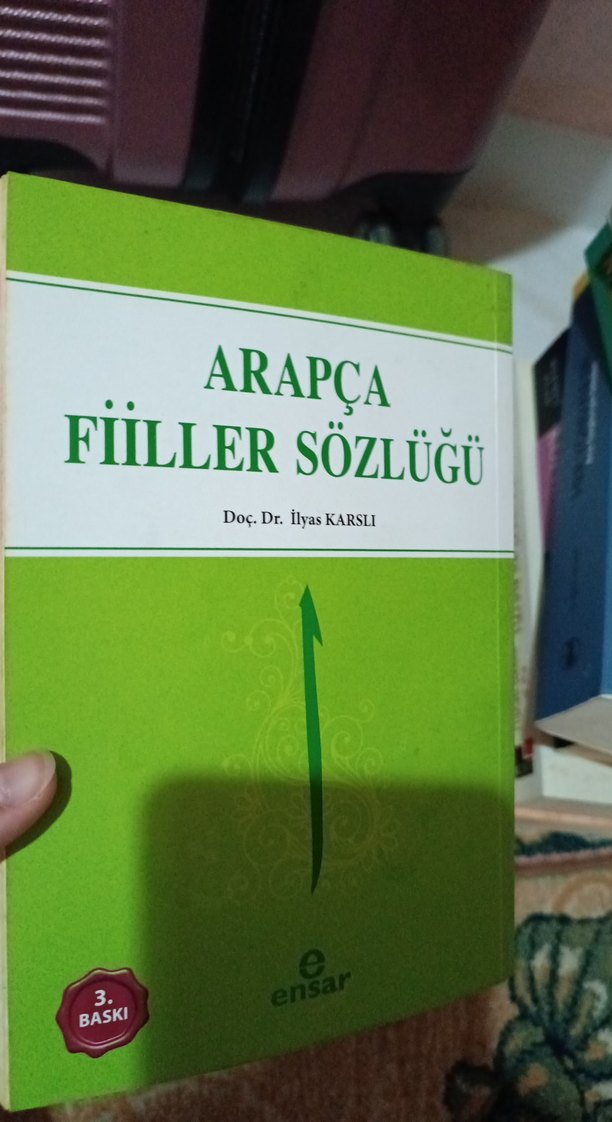 ARAPÇA
FİİLLER SÖZLÜĞÜ
Doç. Dr. İlyas KARSLI
ا
e
ensar
3.
BASKI